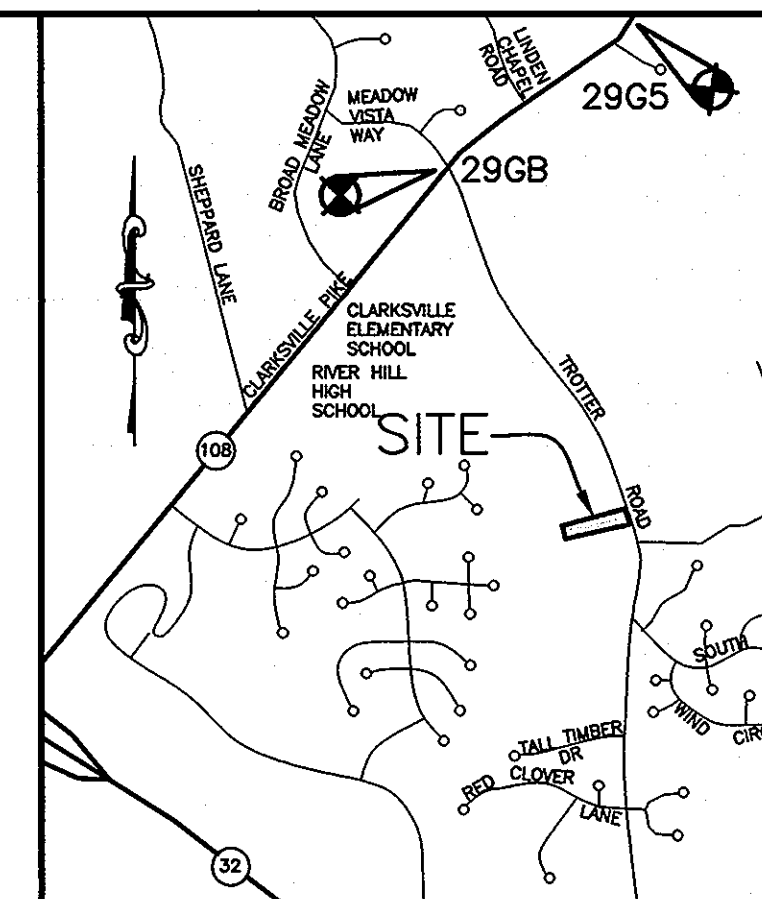 LINDEN
CHAPEL
ROAD
29G5
BROAD MEADOW
LANE
MEADOW
VISTA
WAY
29GB
SHEPPARD LANE
CLARKSVILLE PIKE
CLARKSVILLE
ELEMENTARY
SCHOOL
RIVER HILL
HIGH
SCHOOL
TROTTER
ROAD
SITE
108
SOUTH
WIND
CIR
TALL TIMBER
DR
RED CLOVER
LANE
32